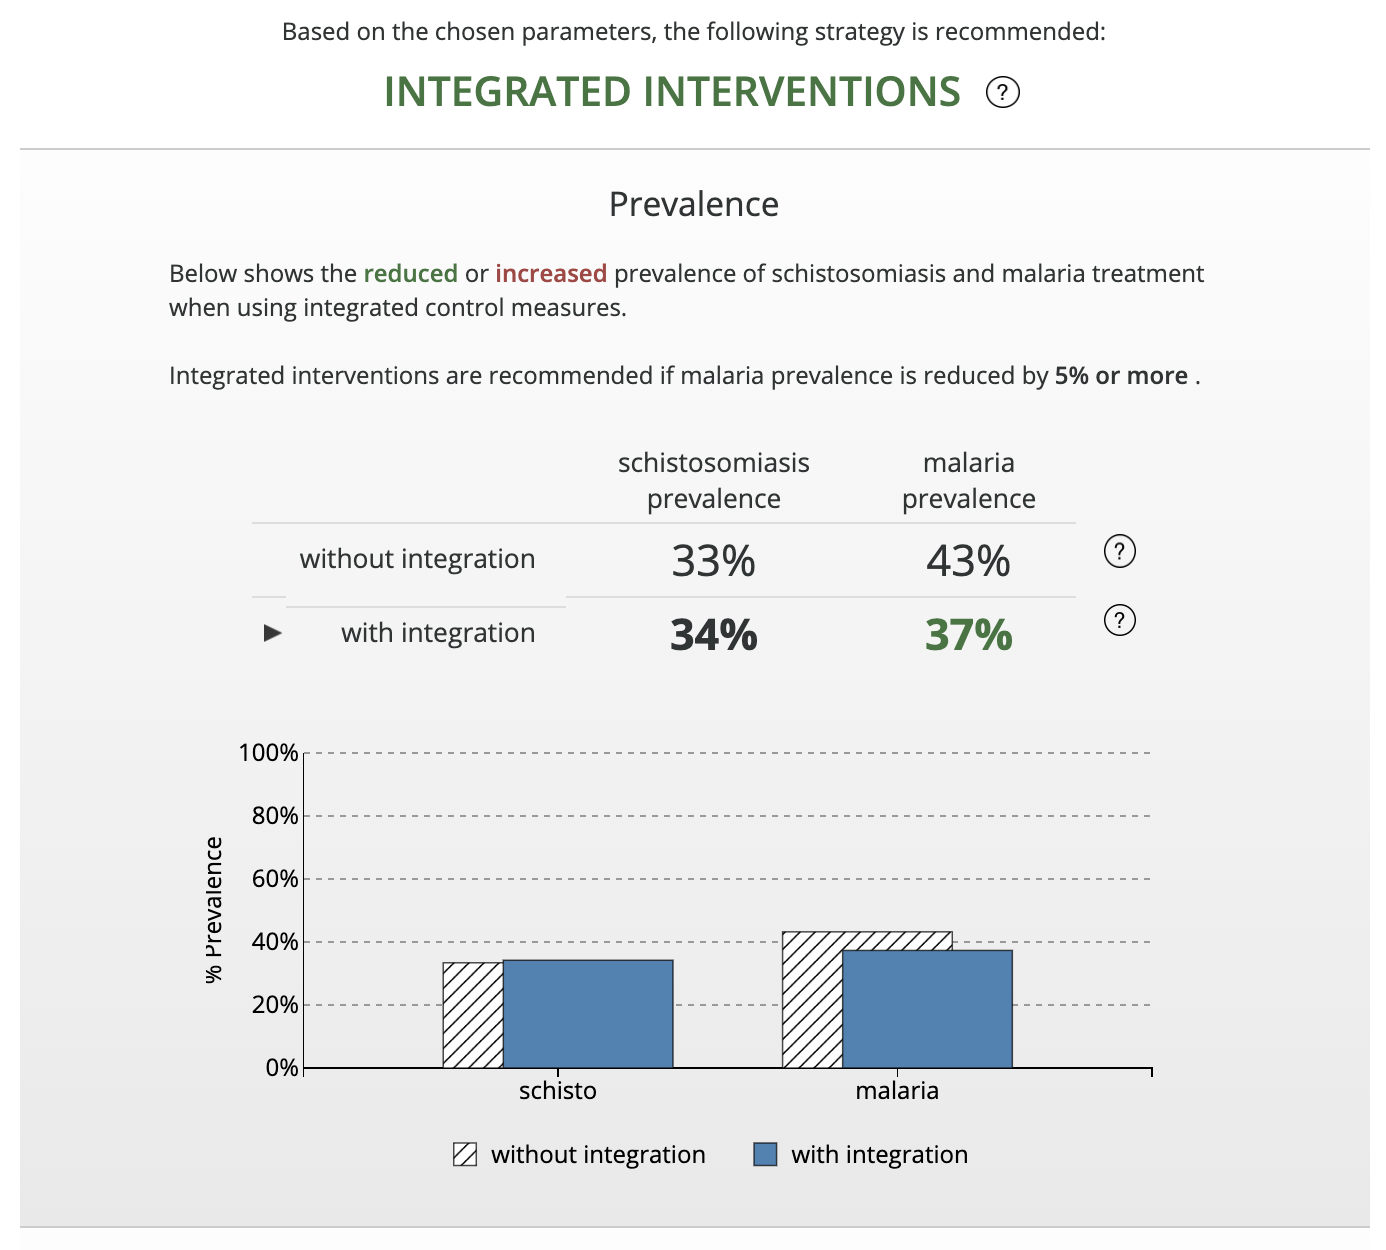 Based on the chosen parameters, the following strategy is recommended:
INTEGRATED INTERVENTIONS ?
Prevalence
Below shows the reduced or increased prevalence of schistosomiasis and malaria treatment
when using integrated control measures.
Integrated interventions are recommended if malaria prevalence is reduced by 5% or more .
schistosomiasis malaria
prevalence prevalence
without integration 33% 43% ?
▶ with integration 34% 37% ?
100%
80%
60%
40%
20%
0%
% Prevalence
schisto malaria
without integration with integration